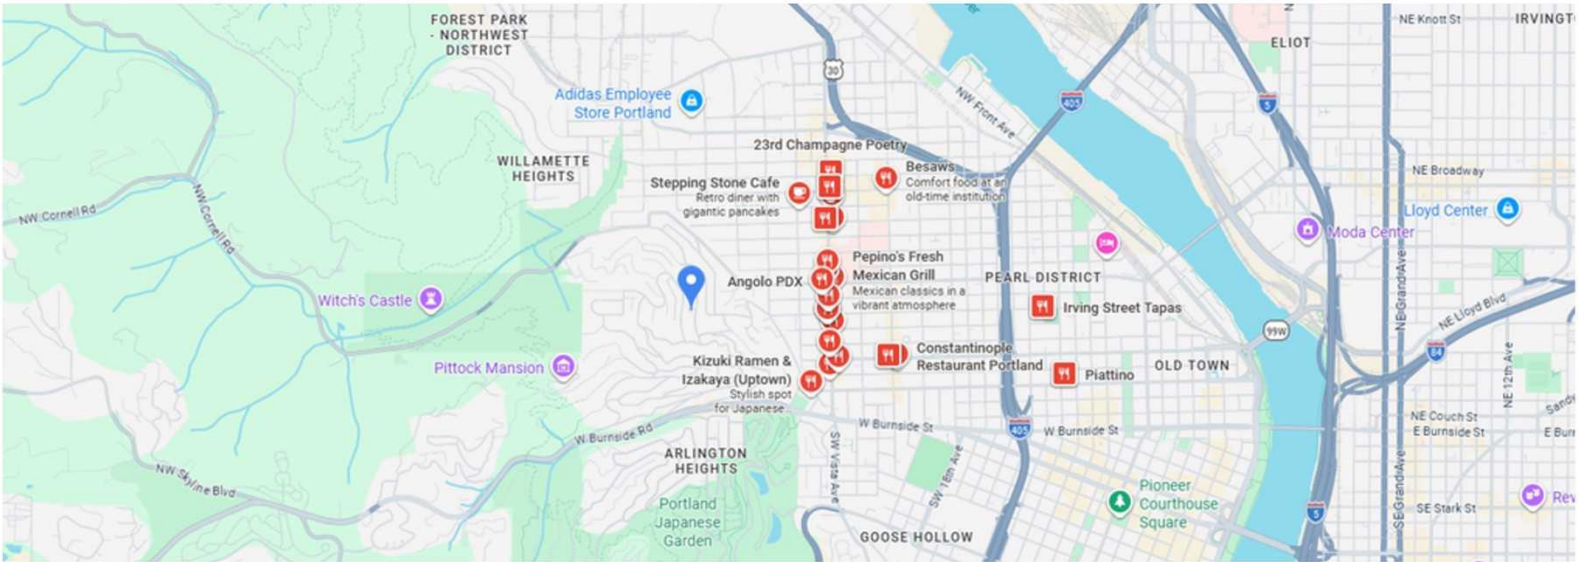 FOREST PARK
- NORTHWEST
DISTRICT
NE Knott St
IRVINGT
ELIOT
30
405
5
Adidas Employee
Store Portland
NW Front Ave
23rd Champagne Poetry
WILLAMETTE
HEIGHTS
Besaws
Comfort food at an
old-time institution
NE Broadway
Stepping Stone Cafe
Retro diner with
gigantic pancakes
NW Cornell Rd
NW Cornell Rd
Lloyd Center
Moda Center
Pepino's Fresh
Mexican Grill
Mexican classics in a
vibrant atmosphere
Angolo PDX
PEARL DISTRICT
Witch's Castle
Irving Street Tapas
NE Grand Ave
NE Lloyd Blvd
99W
84
Pittock Mansion
Constantinople
Restaurant Portland
OLD TOWN
Kizuki Ramen &
Izakaya (Uptown)
Stylish spot
for Japanese...
Piattino
NE 12th Ave
Sandy
W Burnside Rd
W Burnside St
405
W Burnside St
NE Couch St
E Burnside St
E Bur
ARLINGTON
HEIGHTS
SW Vista Ave
SW 18th Ave
SE Grand Ave
NW Skyline Blvd
Portland
Japanese
Garden
Pioneer
Courthouse
Square
Rev
SE Stark St
5
GOOSE HOLLOW